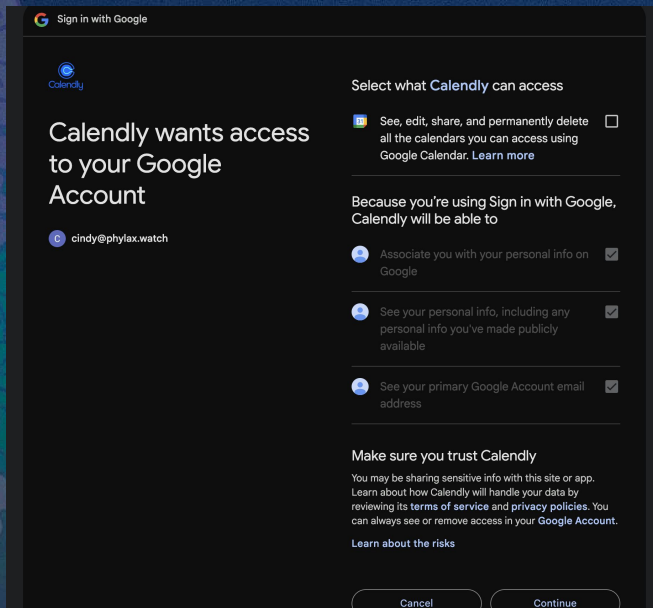 Sign in with Google
Calendly
Calendly wants access
to your Google
Account
C cindy@phylax.watch
Select what Calendly can access
31 See, edit, share, and permanently delete
all the calendars you can access using
Google Calendar. Learn more
Because you're using Sign in with Google,
Calendly will be able to
Associate you with your personal info on
Google
See your personal info, including any
personal info you've made publicly
available
See your primary Google Account email
address
Make sure you trust Calendly
You may be sharing sensitive info with this site or app.
Learn about how Calendly will handle your data by
reviewing its terms of service and privacy policies. You
can always see or remove access in your Google Account.
Learn about the risks
Cancel
Continue